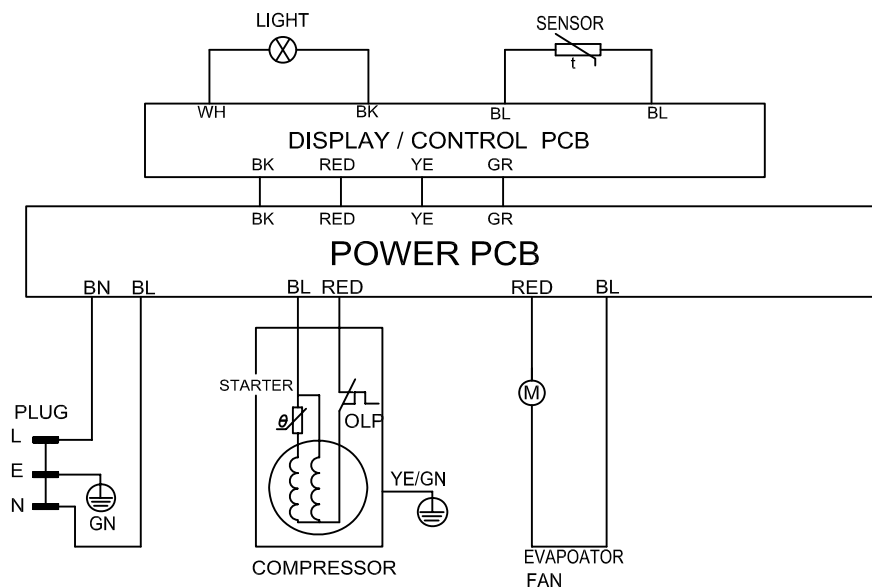 LIGHT
SENSOR
t
WH
BK
BL
BL
DISPLAY / CONTROL PCB
BK RED YE GR
BK RED YE GR
POWER PCB
BN BL BL RED RED BL
STARTER
M
PLUG
θ
OLP
L
E
YE/GN
N
GN
COMPRESSOR
EVAPOATOR
FAN